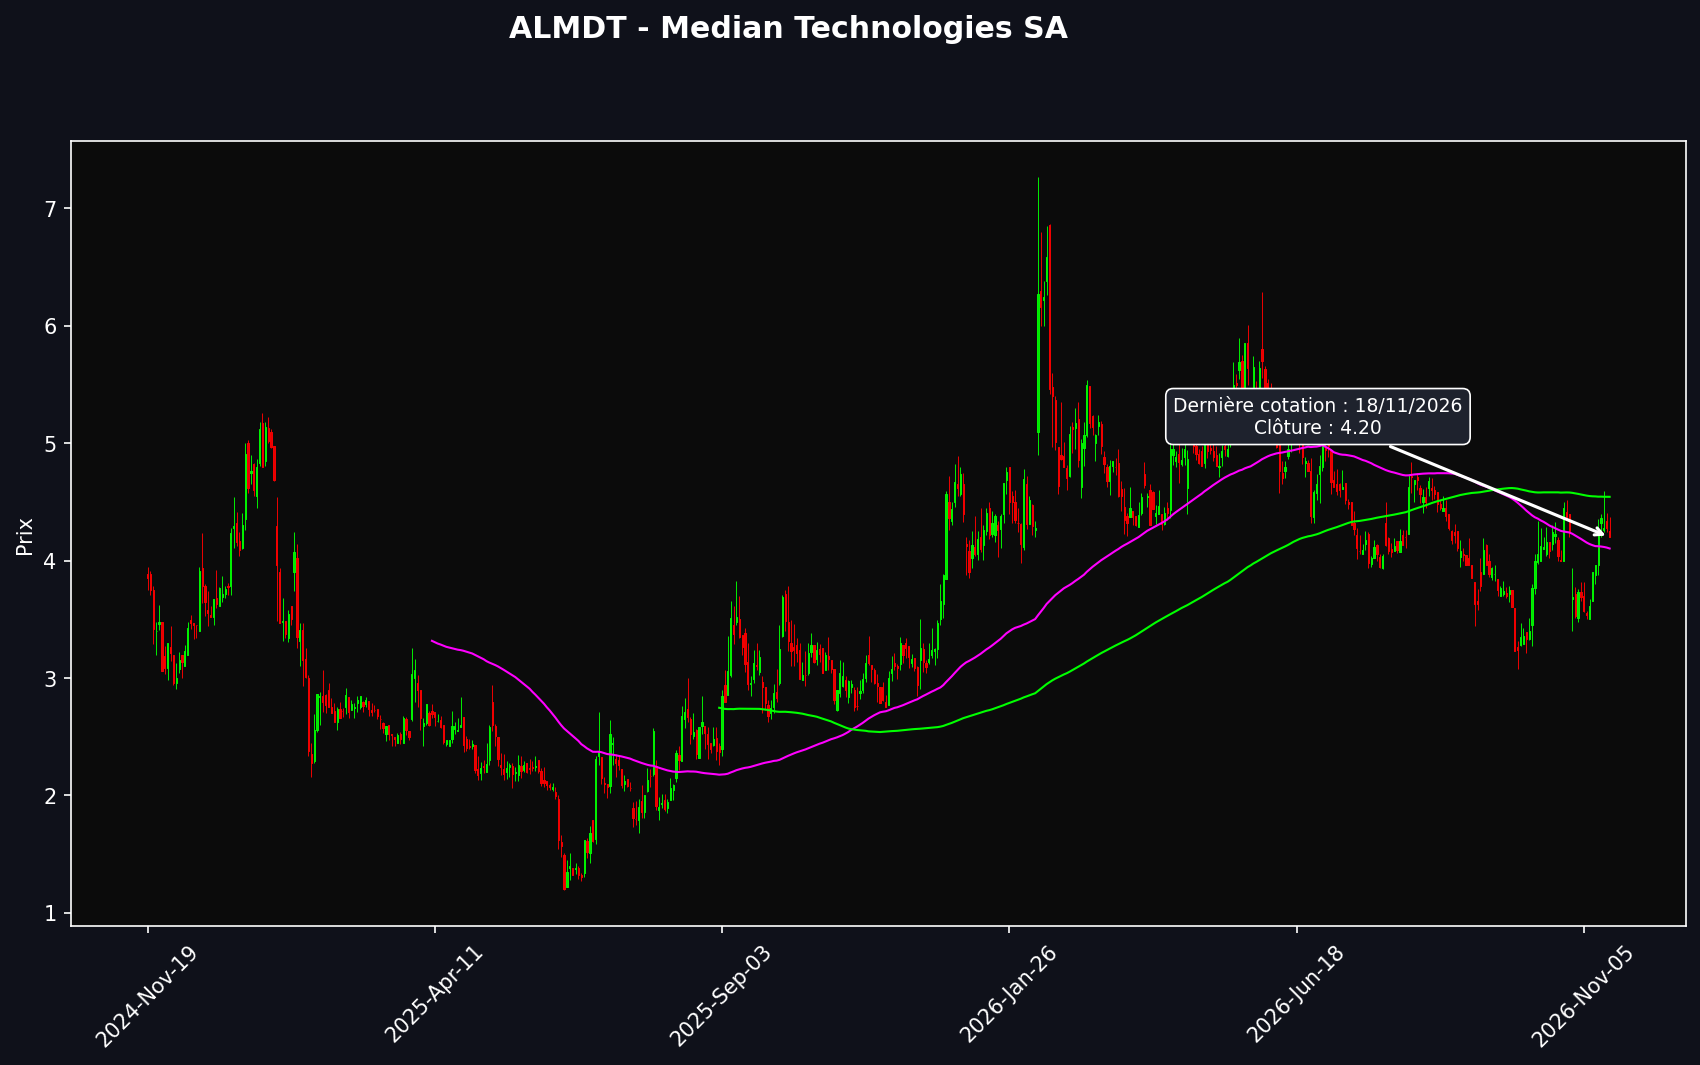 ALMDT - Median Technologies SA
Prix
7
6
5
4
3
2
1
Dernière cotation : 18/11/2026
Clôture : 4.20
2024-Nov-19
2025-Apr-11
2025-Sep-03
2026-Jan-26
2026-Jun-18
2026-Nov-05